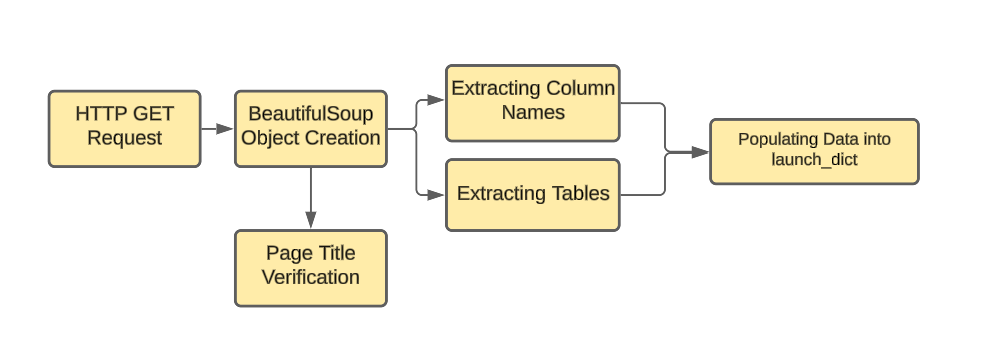 HTTP GET
Request
BeautifulSoup
Object Creation
Page Title
Verification
Extracting Column
Names
Extracting Tables
Populating Data into
launch_dict